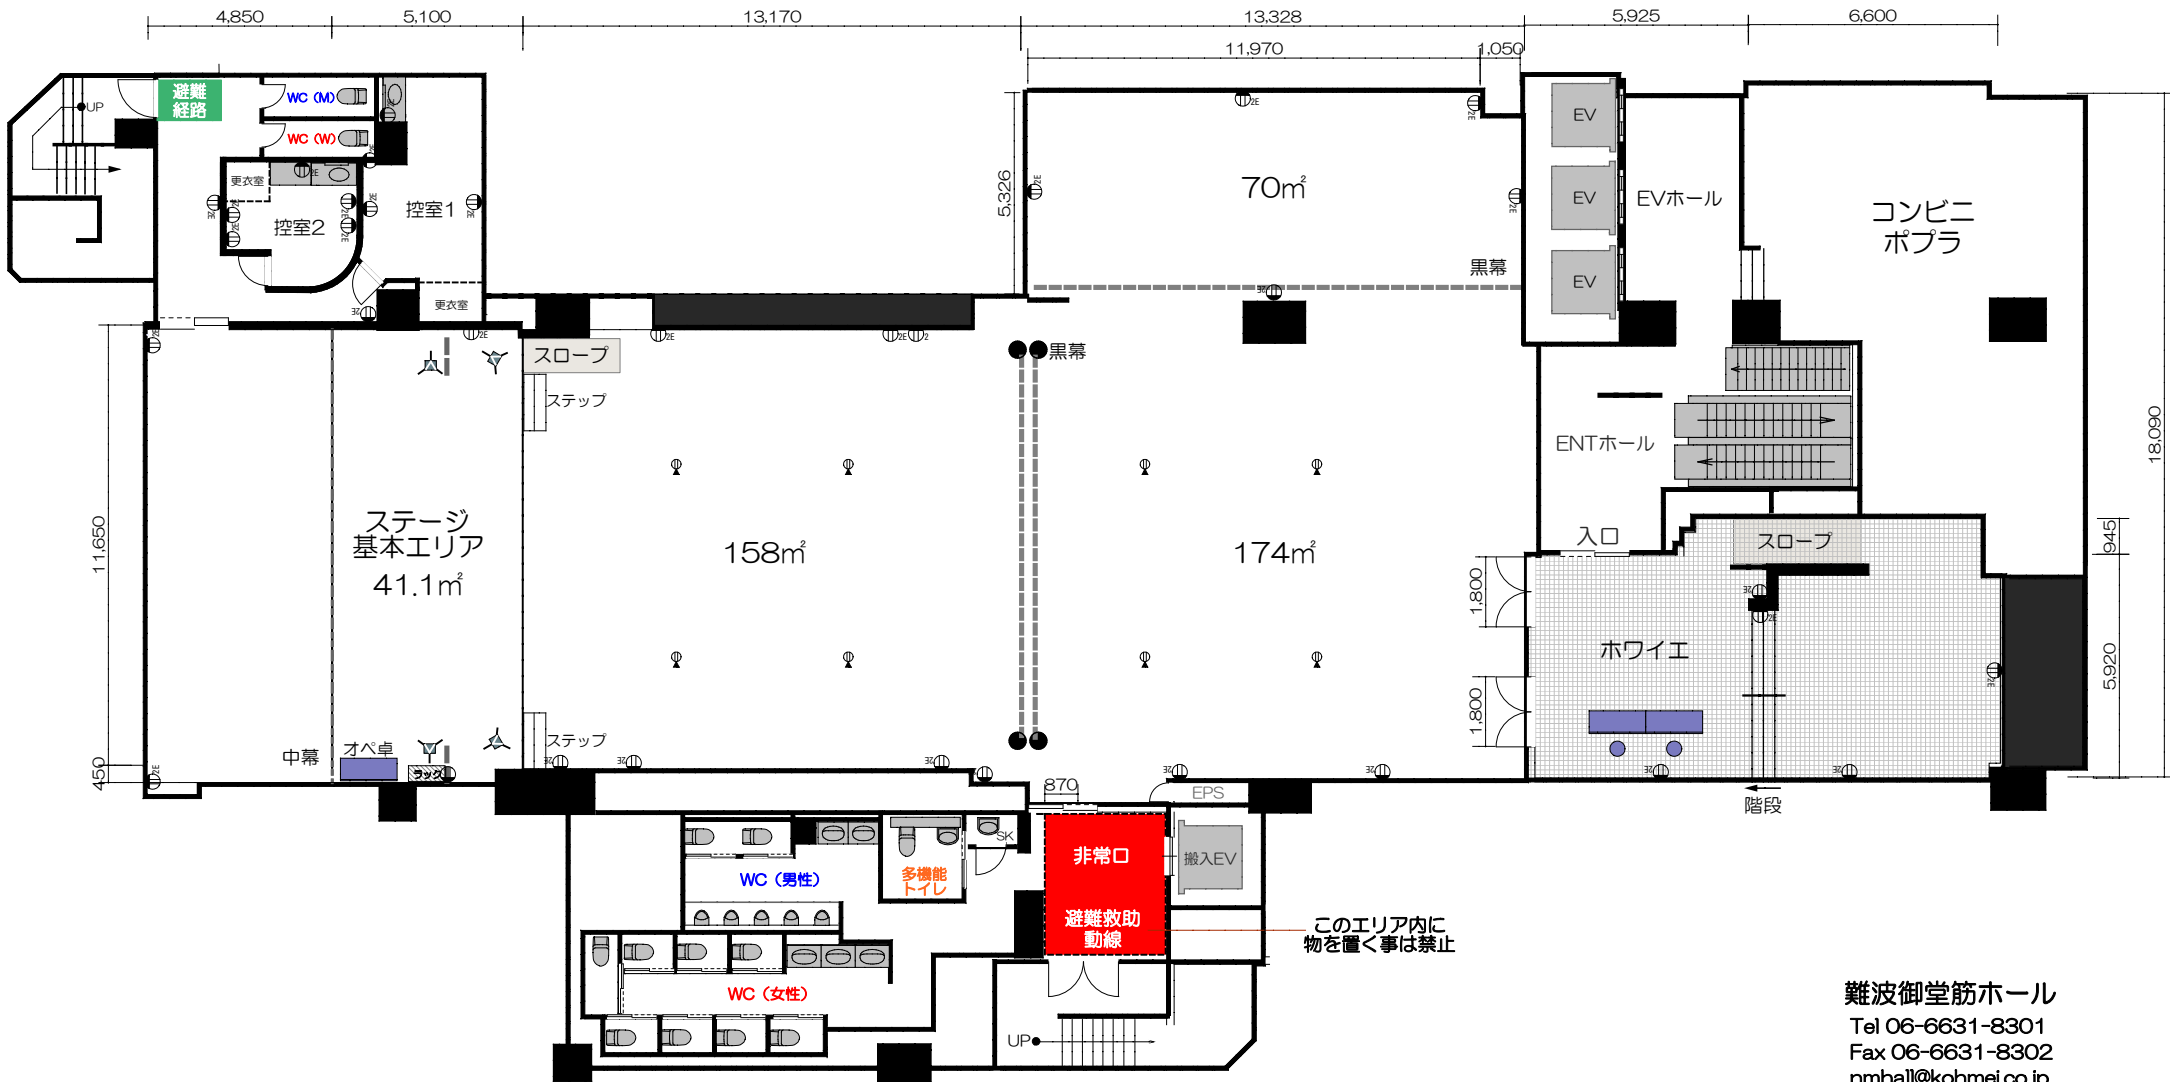 4,850
5,100
13,170
13,328
5,925
6,600
11,970
1,050
避難
経路
UP
WC (M)
WC (W)
更衣室
控室2
控室1
更衣室
5,326
70㎡
黒幕
EV
EV
EV
EVホール
コンビニ
ポプラ
スロープ
ステップ
黒幕
ENTホール
18,090
11,650
450
ステージ
基本エリア
41.1㎡
158㎡
174㎡
入口
スロープ
945
5,920
1,800
1,800
ホワイエ
中幕
オペ卓
ラック
ステップ
870
EPS
階段
SK
WC (男性)
多機能
トイレ
非常口
搬入EV
避難救助
動線
このエリア内に
物を置く事は禁止
WC (女性)
UP
難波御堂筋ホール
Tel 06-6631-8301
Fax 06-6631-8302
nmhall@kohmei.co.jp